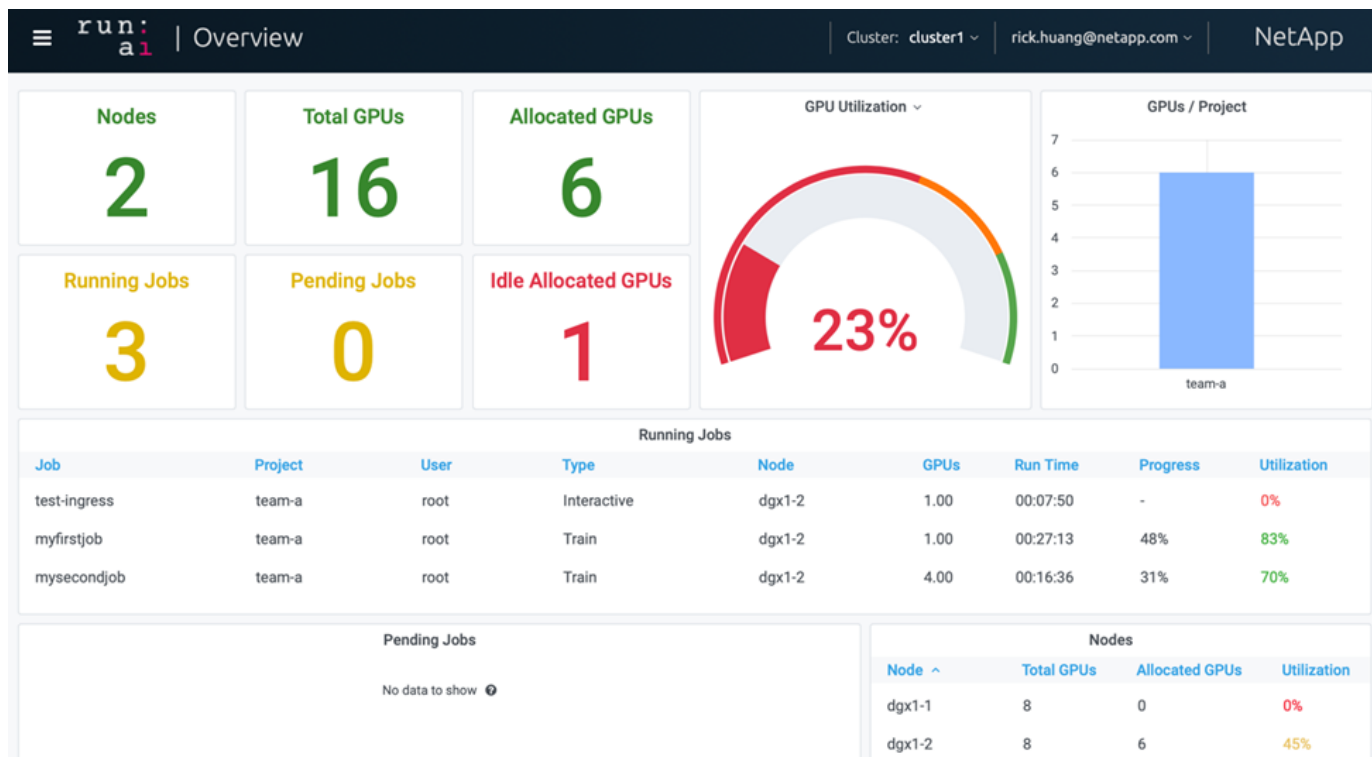 run:
ai | Overview
Cluster: cluster1
rick.huang@netapp.com
NetApp
Nodes
2
Total GPUs
16
Allocated GPUs
6
Running Jobs
3
Pending Jobs
0
Idle Allocated GPUs
1
GPU Utilization
23%
GPUs / Project
7
6
5
4
3
2
1
0
team-a
Running Jobs
Job Project User Type Node GPUs Run Time Progress Utilization
test-ingress team-a root Interactive dgx1-2 1.00 00:07:50 - 0%
myfirstjob team-a root Train dgx1-2 1.00 00:27:13 48% 83%
mysecondjob team-a root Train dgx1-2 4.00 00:16:36 31% 70%
Pending Jobs
No data to show ?
Nodes
Node Total GPUs Allocated GPUs Utilization
dgx1-1 8 0 0%
dgx1-2 8 6 45%